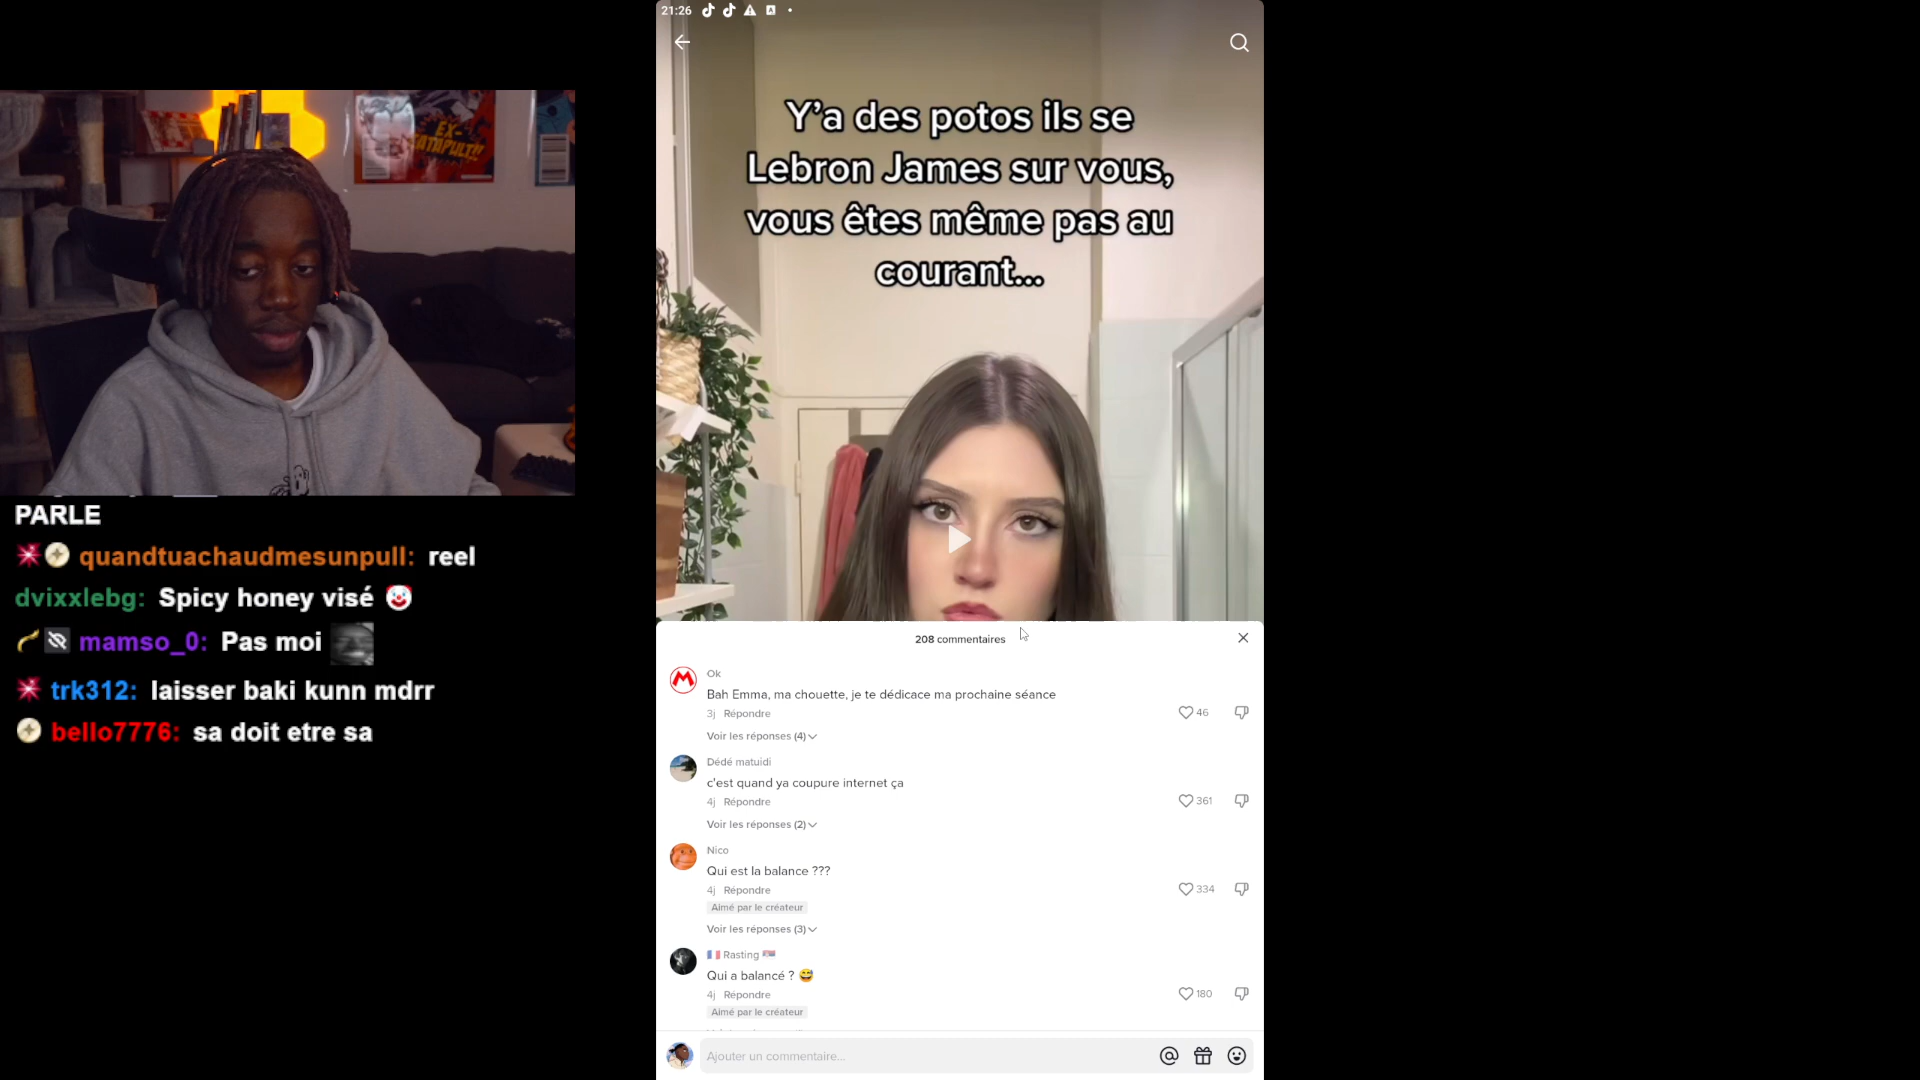 21:26
EX-
CATAPULT!!
Y'a des potos ils se
Lebron James sur vous,
vous êtes même pas au
courant...
PARLE
quandtuachaudmesunpull: reel
dvixxlebg: Spicy honey visé 🤡
mamso_0: Pas moi
trk312: laisser baki kunn mdrr
bello7776: sa doit etre sa
208 commentaires
Ok
Bah Emma, ma chouette, je te dédicace ma prochaine séance
3j Répondre
46
Voir les réponses (4)
Dédé matuidi
c'est quand ya coupure internet ça
4j Répondre
361
Voir les réponses (2)
Nico
Qui est la balance ???
4j Répondre
334
Aimé par le créateur
Voir les réponses (3)
🇫🇷 Rasting 🇷🇸
Qui a balancé ? 😅
4j Répondre
180
Aimé par le créateur
Ajouter un commentaire...